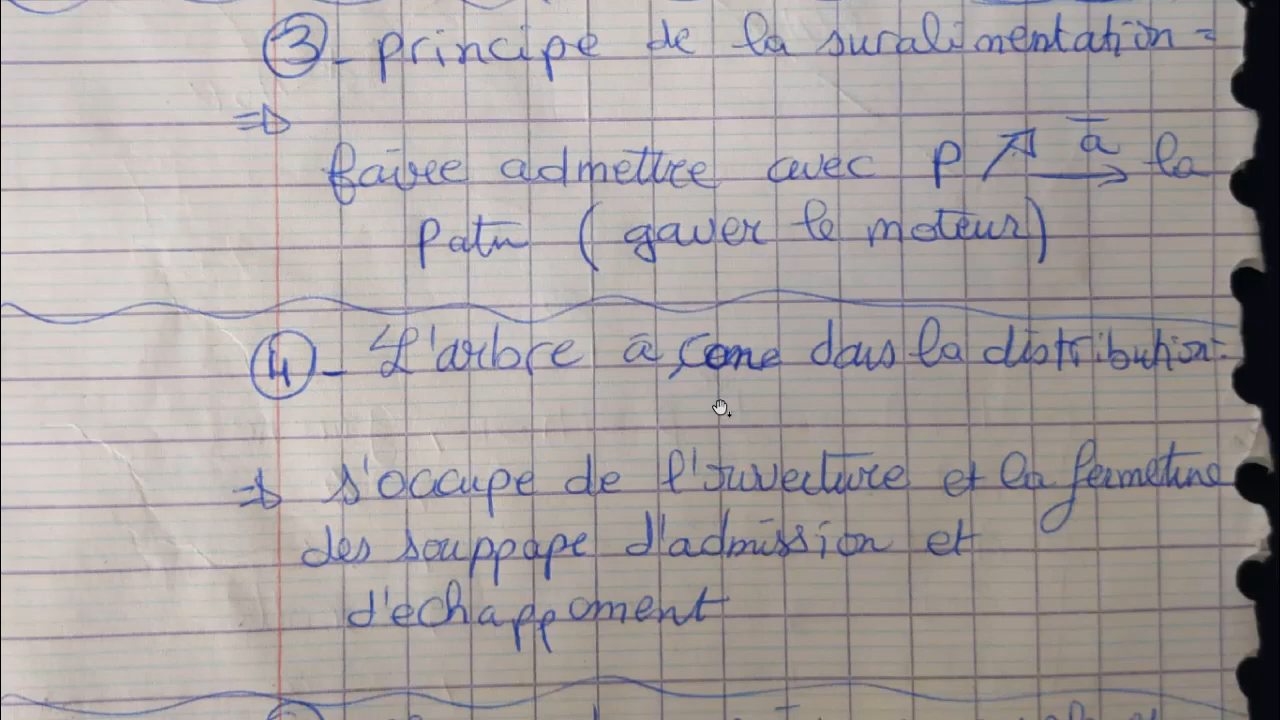 ③ - principe de la suralimentation =
⇒
faire admettre avec P ↗ à → la
Patm (gaver le moteur)
④ - L'arbre à came dans la distribution:
⇒ s'occupe de l'ouverture et la fermeture
des souppape d'admission et
d'echappement